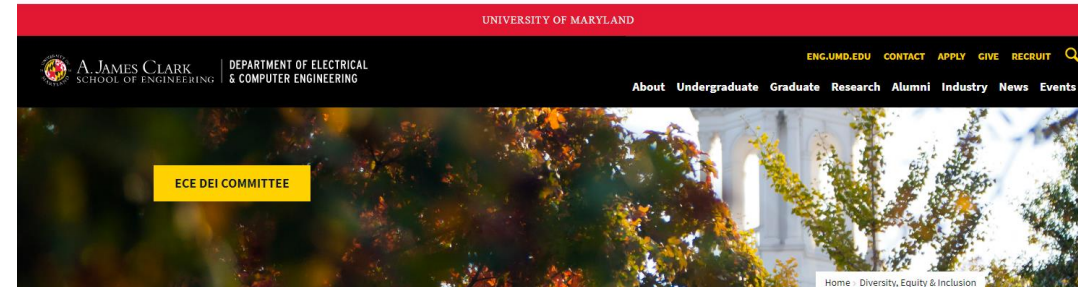 UNIVERSITY OF MARYLAND
ENG.UMD.EDU CONTACT APPLY GIVE RECRUIT
A. JAMES CLARK
SCHOOL OF ENGINEERING
DEPARTMENT OF ELECTRICAL
& COMPUTER ENGINEERING
About Undergraduate Graduate Research Alumni Industry News Events
ECE DEI COMMITTEE
Home > Diversity, Equity & Inclusion